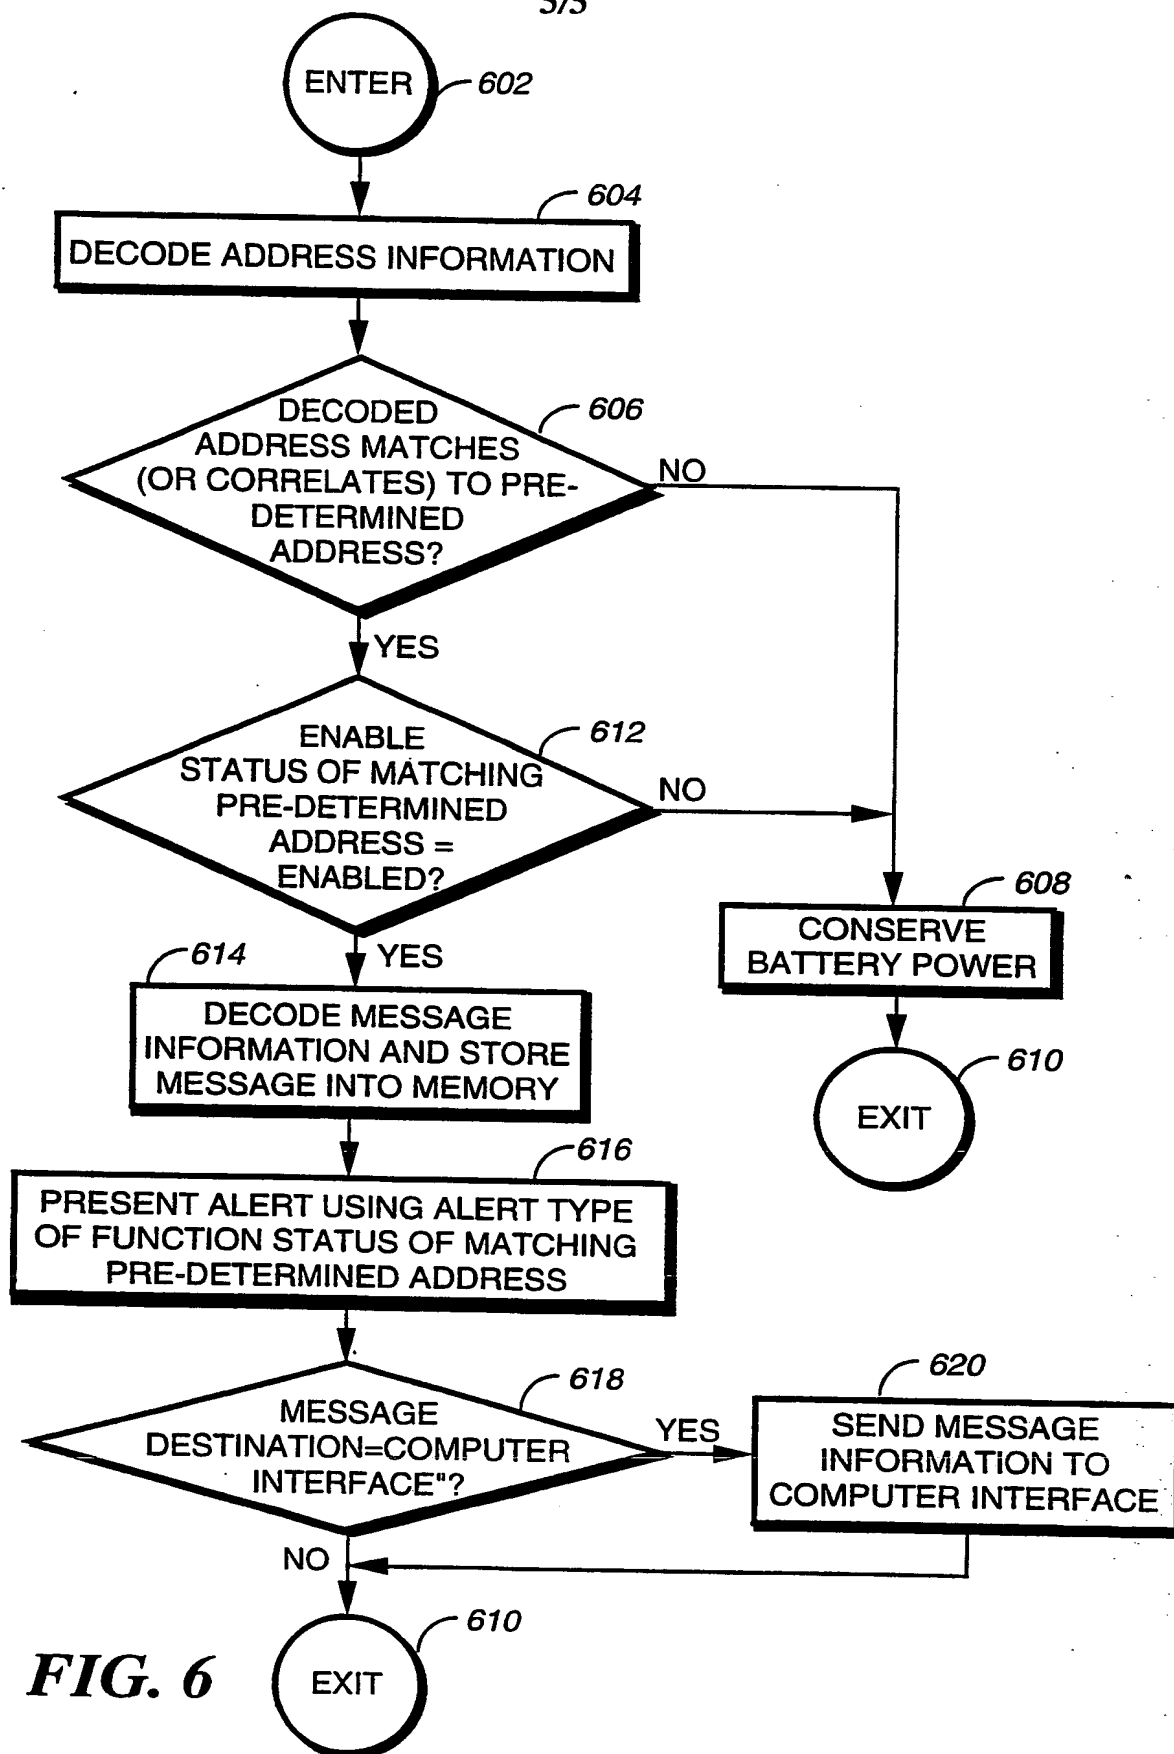 5/5
ENTER
602
604
DECODE ADDRESS INFORMATION
606
DECODED
ADDRESS MATCHES
(OR CORRELATES) TO PRE-
DETERMINED
ADDRESS?
NO
YES
612
ENABLE
STATUS OF MATCHING
PRE-DETERMINED
ADDRESS =
ENABLED?
NO
608
CONSERVE
BATTERY POWER
YES
614
DECODE MESSAGE
INFORMATION AND STORE
MESSAGE INTO MEMORY
610
EXIT
616
PRESENT ALERT USING ALERT TYPE
OF FUNCTION STATUS OF MATCHING
PRE-DETERMINED ADDRESS
618
MESSAGE
DESTINATION=COMPUTER
INTERFACE"?
YES
620
SEND MESSAGE
INFORMATION TO
COMPUTER INTERFACE
NO
610
EXIT
FIG. 6